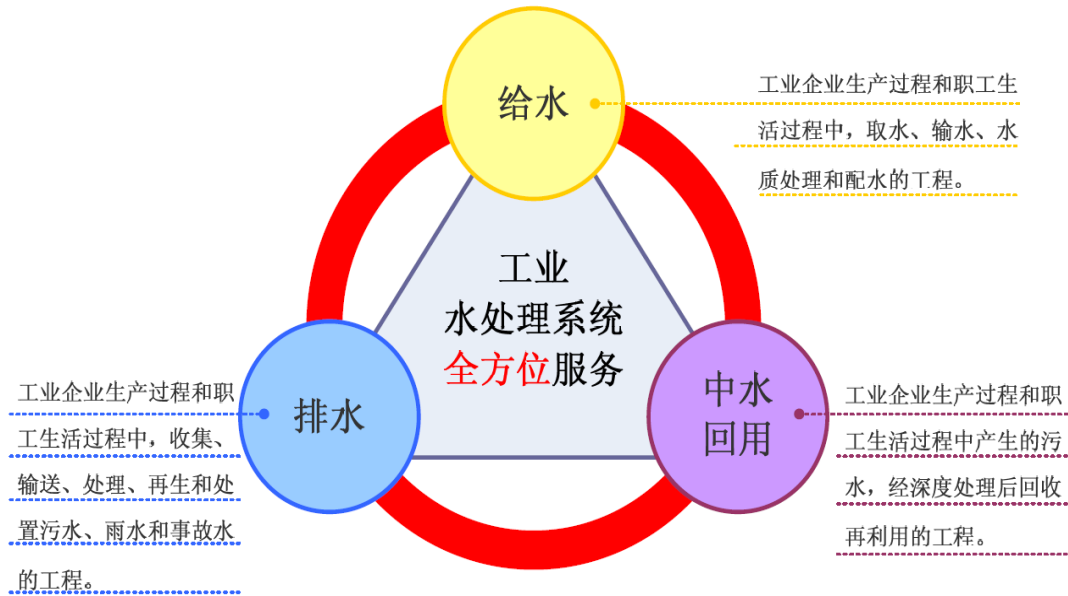 给水
工业企业生产过程和职工生
活过程中，取水、输水、水
质处理和配水的工程。
工业
水处理系统
全方位服务
排水
工业企业生产过程和职
工生活过程中，收集、
输送、处理、再生和处
置污水、雨水和事故水
的工程。
中水
回用
工业企业生产过程和职
工生活过程中产生的污
水，经深度处理后回收
再利用的工程。